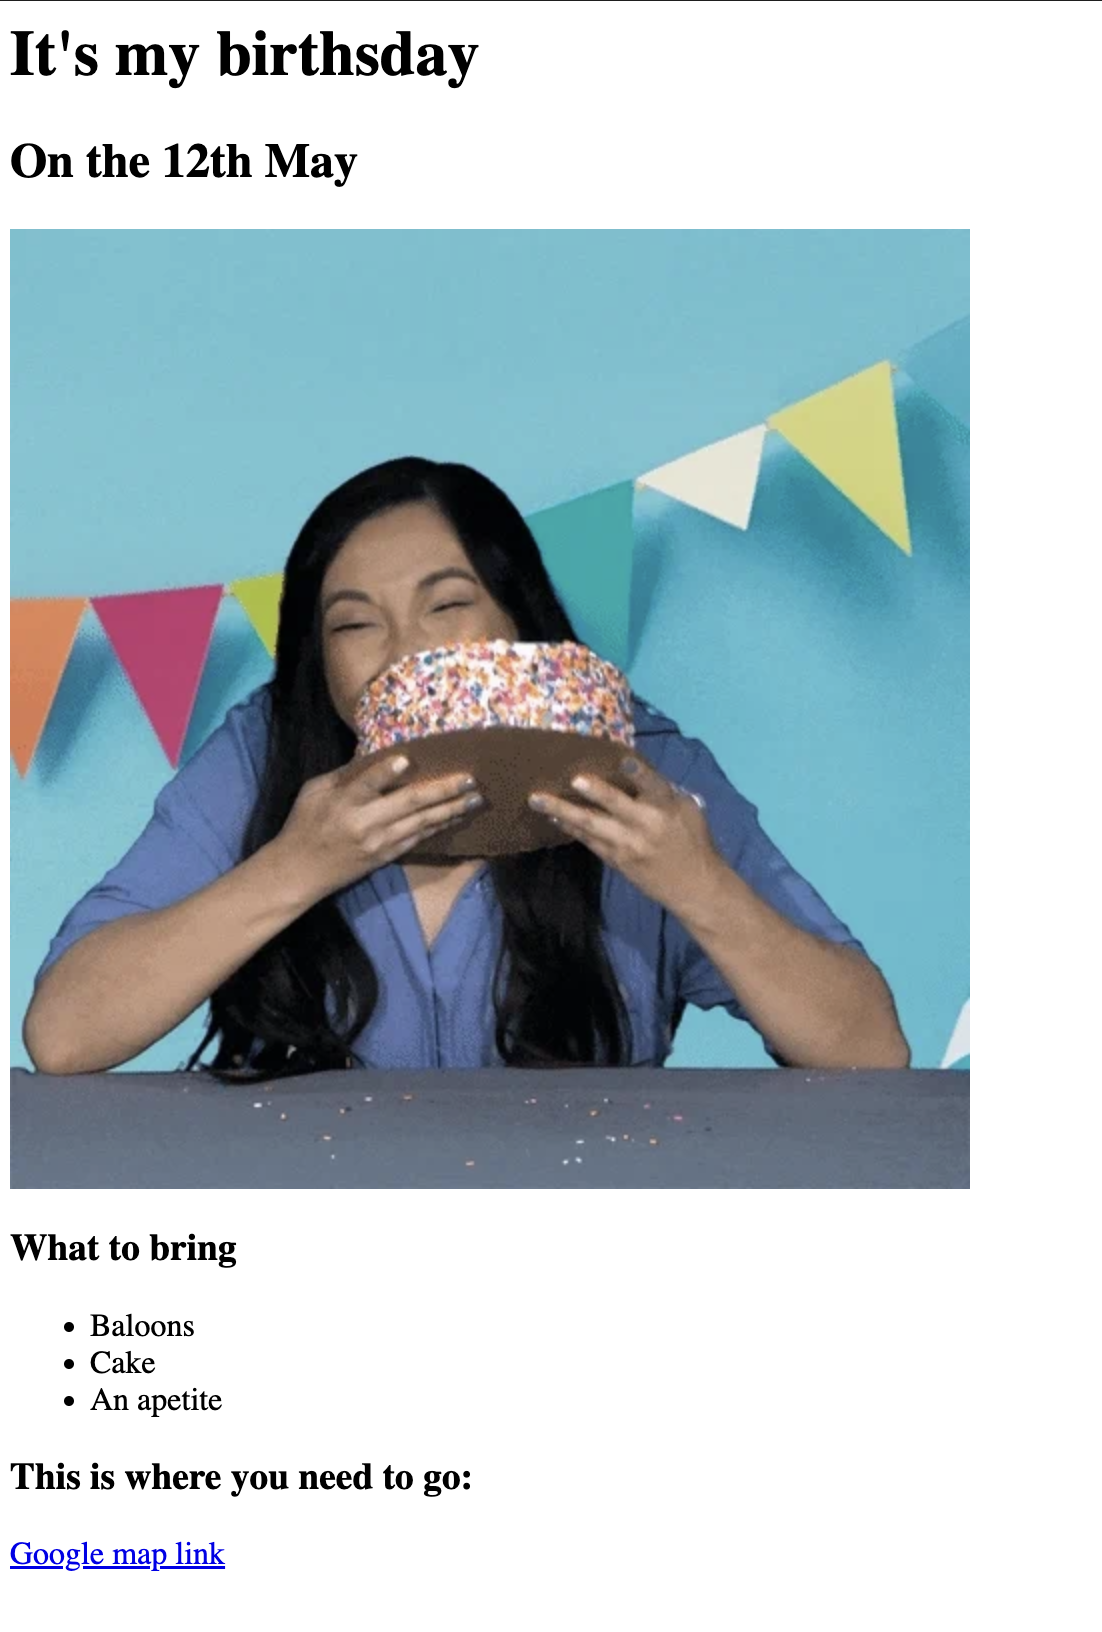 It's my birthsday
On the 12th May
What to bring
Baloons
Cake
An apetite
This is where you need to go:
Google map link